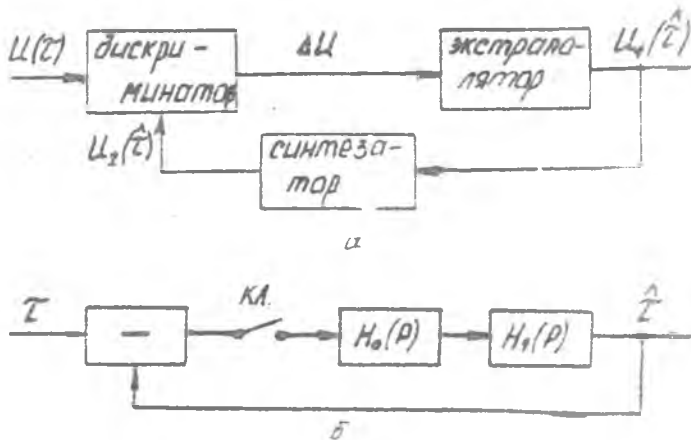 U(τ)
дискри-
минатор
ΔU
экстрапо-
лятор
U₁(τ̂)
U₂(τ̂)
синтеза-
тор
а
τ
—
КЛ.
H₀(P)
H₁(P)
τ̂
б